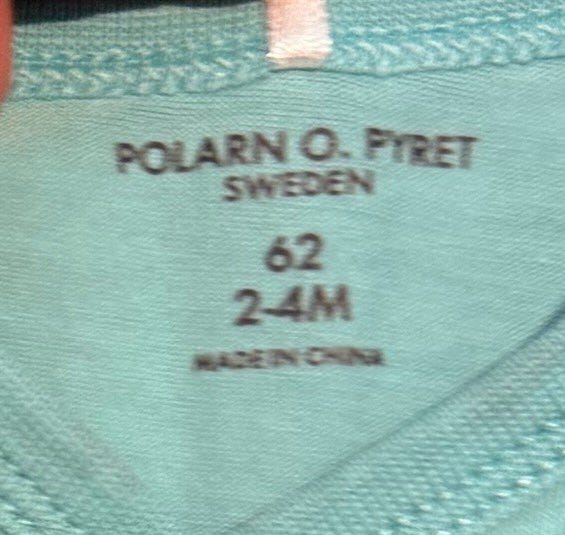 POLARN O. PYRET
SWEDEN
62
2-4M
MADE IN CHINA